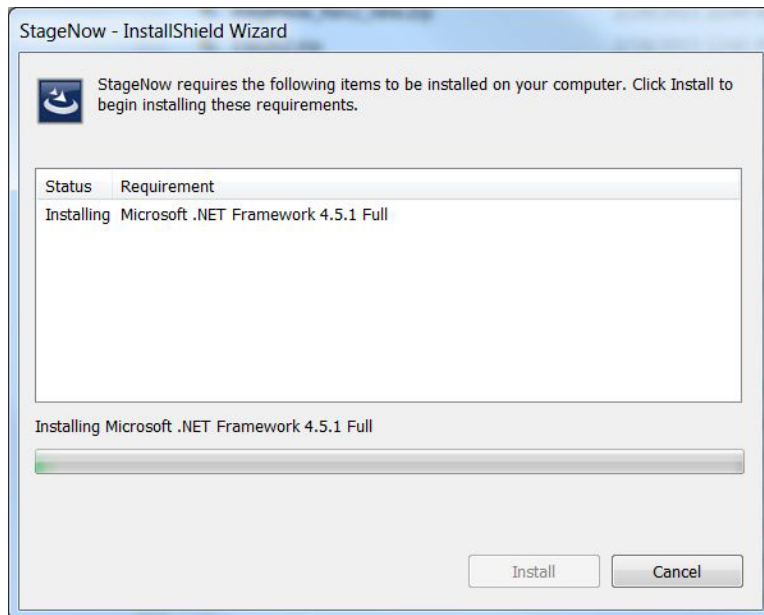 StageNow - InstallShield Wizard
StageNow requires the following items to be installed on your computer. Click Install to
begin installing these requirements.
Status Requirement
Installing Microsoft .NET Framework 4.5.1 Full
Installing Microsoft .NET Framework 4.5.1 Full
Install Cancel